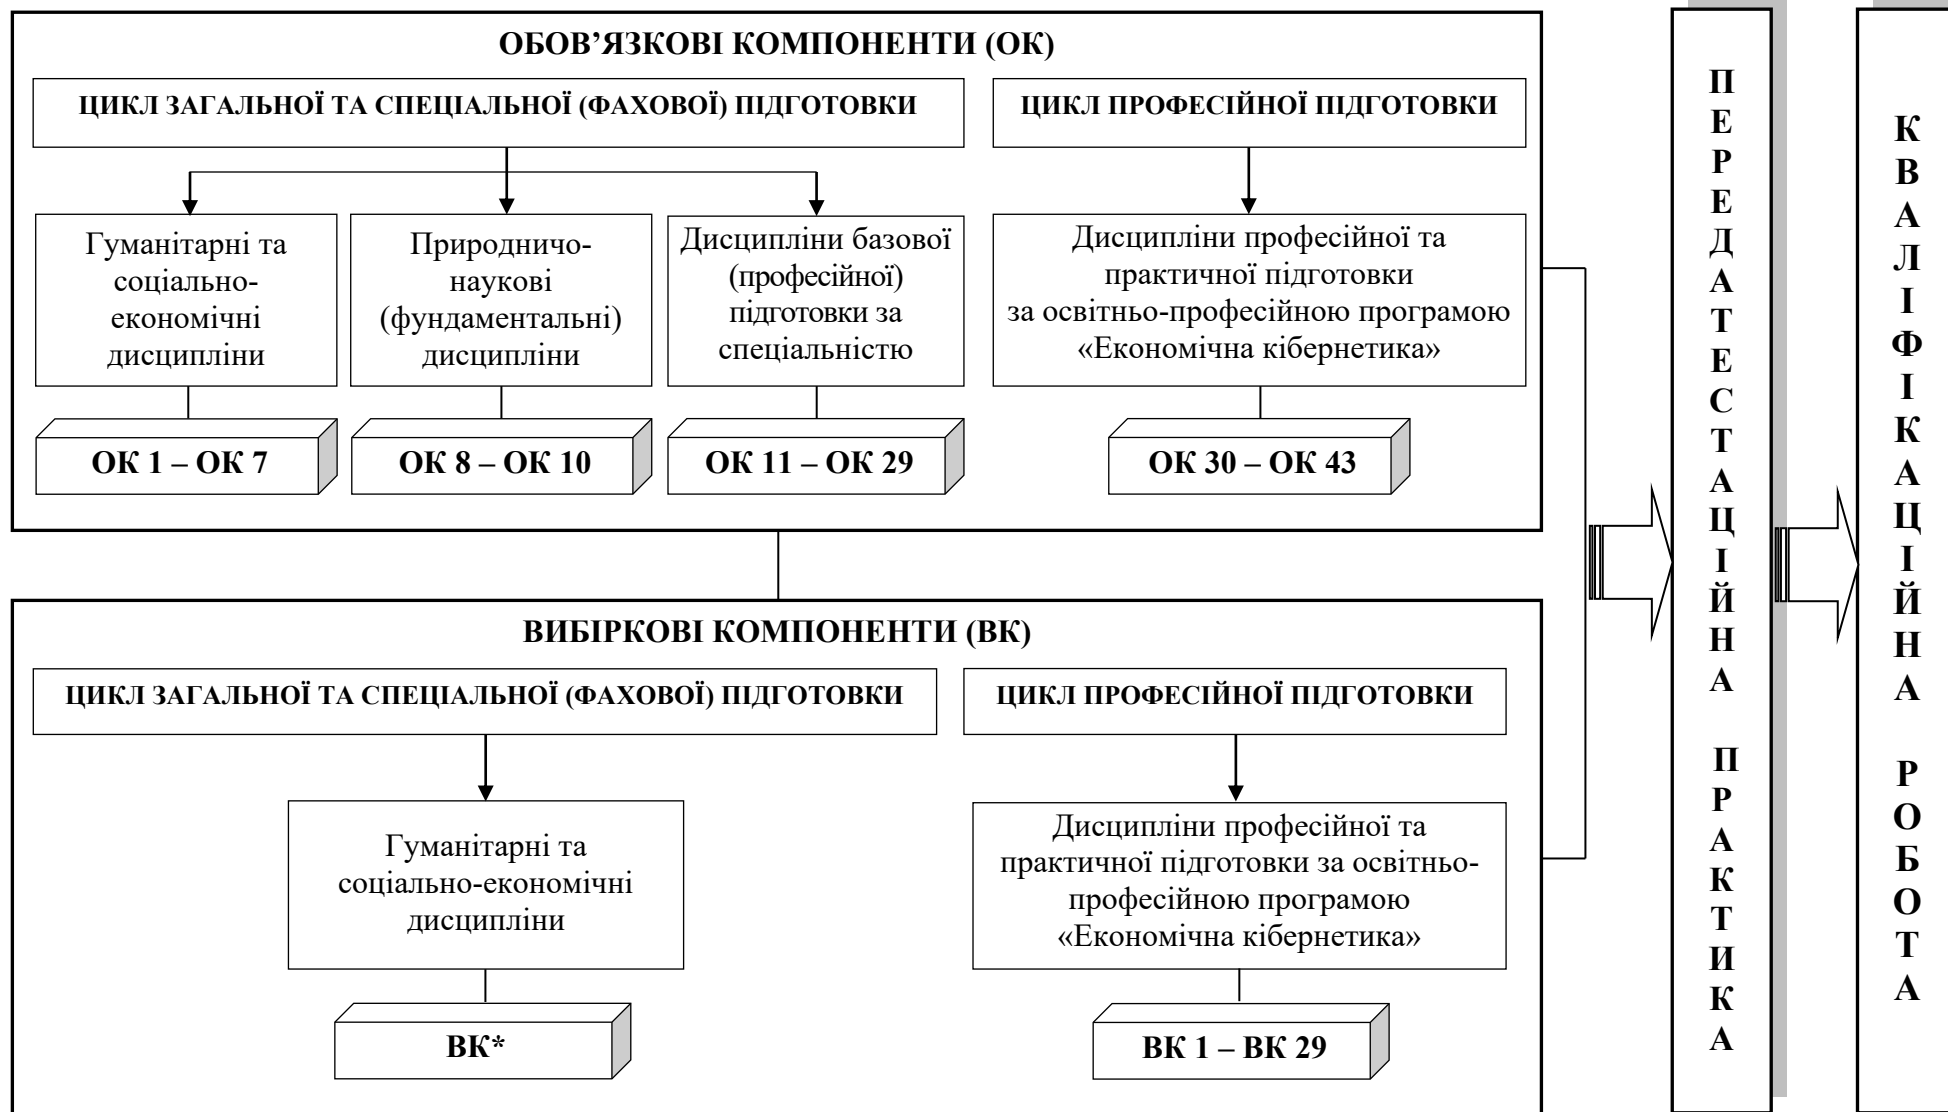 ОБОВ’ЯЗКОВІ КОМПОНЕНТИ (ОК)
ЦИКЛ ЗАГАЛЬНОЇ ТА СПЕЦІАЛЬНОЇ (ФАХОВОЇ) ПІДГОТОВКИ
ЦИКЛ ПРОФЕСІЙНОЇ ПІДГОТОВКИ
Гуманітарні та
соціально-
економічні
дисципліни
Природничо-
наукові
(фундаментальні)
дисципліни
Дисципліни базової
(професійної)
підготовки за
спеціальністю
Дисципліни професійної та
практичної підготовки
за освітньо-професійною програмою
«Економічна кібернетика»
ОК 1 – ОК 7
ОК 8 – ОК 10
ОК 11 – ОК 29
ОК 30 – ОК 43
ВИБІРКОВІ КОМПОНЕНТИ (ВК)
ЦИКЛ ЗАГАЛЬНОЇ ТА СПЕЦІАЛЬНОЇ (ФАХОВОЇ) ПІДГОТОВКИ
ЦИКЛ ПРОФЕСІЙНОЇ ПІДГОТОВКИ
Гуманітарні та
соціально-економічні
дисципліни
Дисципліни професійної та
практичної підготовки за освітньо-
професійною програмою
«Економічна кібернетика»
ВК*
ВК 1 – ВК 29
ПЕРЕДАТЕСТАЦІЙНА ПРАКТИКА
КВАЛІФІКАЦІЙНА РОБОТА